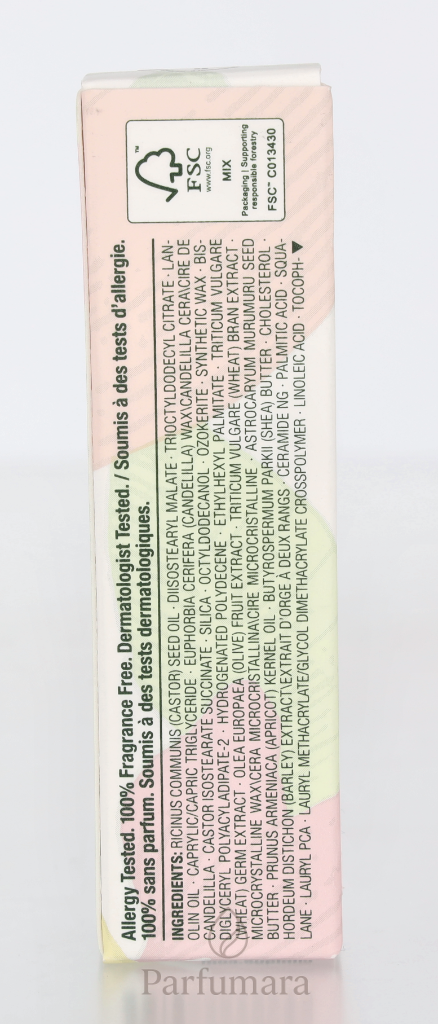 FSC
www.fsc.org
MIX
Packaging | Supporting
responsible forestry
FSC™ C013430
Allergy Tested. 100% Fragrance Free. Dermatologist Tested. / Soumis à des tests d'allergie.
100% sans parfum. Soumis à des tests dermatologiques.
INGREDIENTS: RICINUS COMMUNIS (CASTOR) SEED OIL · DIISOSTEARYL MALATE · TRIOCTYLDODECYL CITRATE · LAN-
OLIN OIL · CAPRYLIC/CAPRIC TRIGLYCERIDE · EUPHORBIA CERIFERA (CANDELILLA) WAX\CANDELILLA CERA\CIRE DE
CANDELILLA · CASTOR ISOSTEARATE SUCCINATE · SILICA · OCTYLDODECANOL · OZOKERITE · SYNTHETIC WAX · BIS-
DIGLYCERYL POLYACYLADIPATE-2 · HYDROGENATED POLYDECENE · ETHYLHEXYL PALMITATE · TRITICUM VULGARE
(WHEAT) GERM EXTRACT · OLEA EUROPAEA (OLIVE) FRUIT EXTRACT · TRITICUM VULGARE (WHEAT) BRAN EXTRACT ·
MICROCRYSTALLINE WAX\CERA MICROCRISTALLINA\CIRE MICROCRISTALLINE · ASTROCARYUM MURUMURU SEED
BUTTER · PRUNUS ARMENIACA (APRICOT) KERNEL OIL · BUTYROSPERMUM PARKII (SHEA) BUTTER · CHOLESTEROL ·
HORDEUM DISTICHON (BARLEY) EXTRACT\EXTRAIT D'ORGE À DEUX RANGS · CERAMIDE NG · PALMITIC ACID · SQUA-
LANE · LAURYL PCA · LAURYL METHACRYLATE/GLYCOL DIMETHACRYLATE CROSSPOLYMER · LINOLEIC ACID · TOCOPH-▼
Parfumara